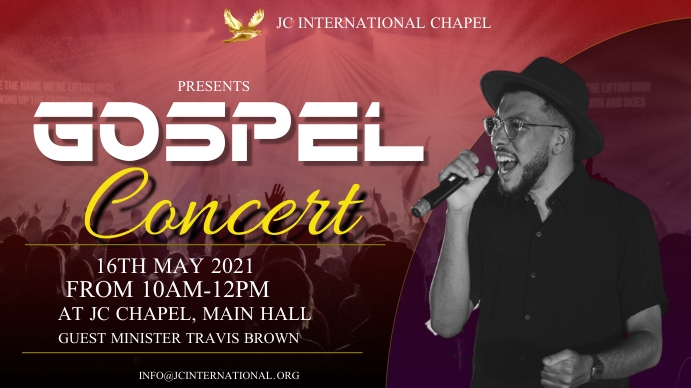 JC INTERNATIONAL CHAPEL
PRESENTS
GOSPEL
Concert
16TH MAY 2021
FROM 10AM-12PM
AT JC CHAPEL, MAIN HALL
GUEST MINISTER TRAVIS BROWN
INFO@JCINTERNATIONAL.ORG